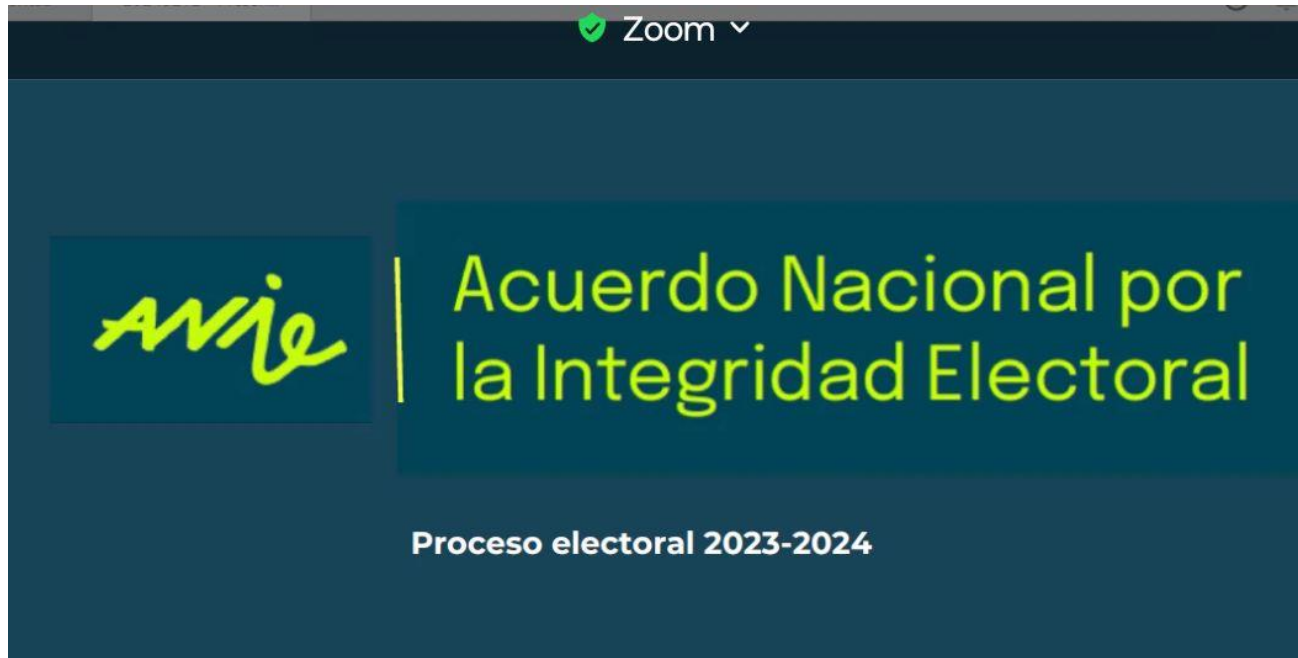 Zoom
anie
Acuerdo Nacional por
la Integridad Electoral
Proceso electoral 2023-2024